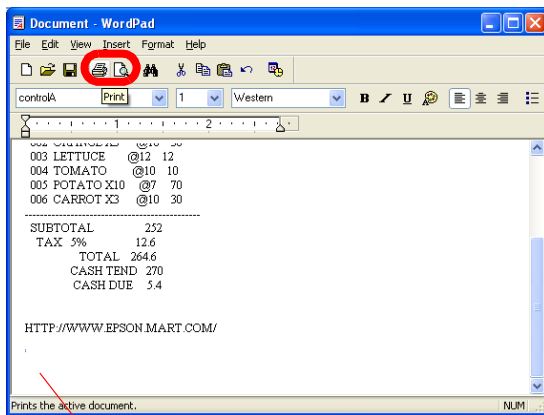 Document - WordPad
File Edit View Insert Format Help
Print
controlA 1 Western B I U
1 2
003 LETTUCE @12 12
004 TOMATO @10 10
005 POTATO X10 @7 70
006 CARROT X3 @10 30
------------------------------------------------
SUBTOTAL 252
TAX 5% 12.6
TOTAL 264.6
CASH TEND 270
CASH DUE 5.4
HTTP://WWW.EPSON.MART.COM/
Prints the active document. NUM